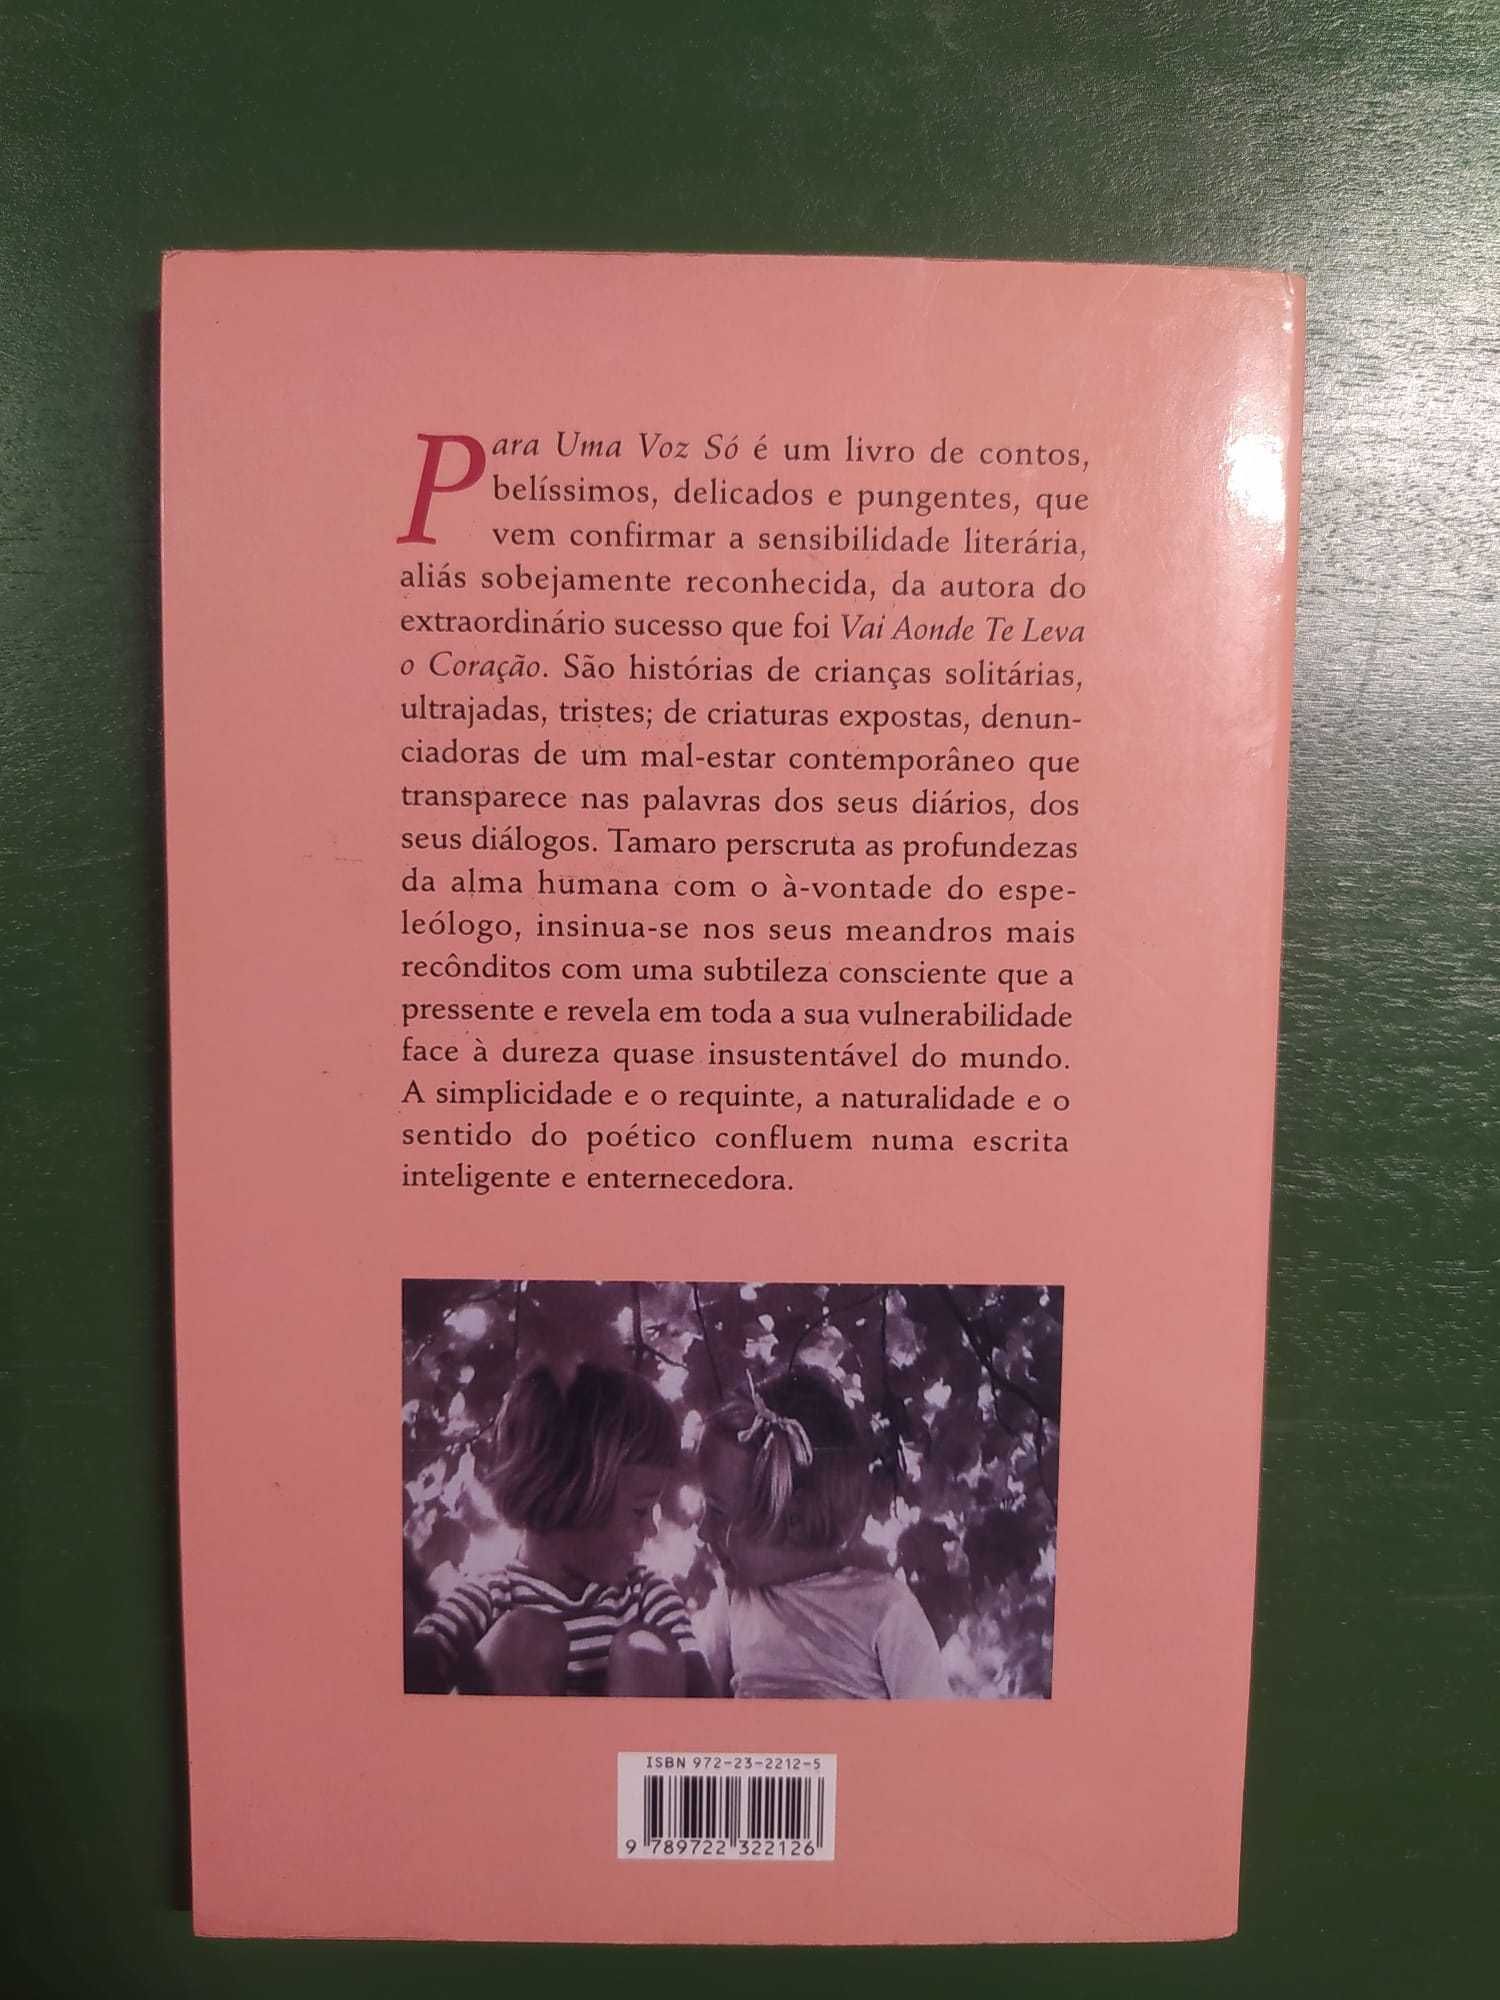 Para Uma Voz Só é um livro de contos,
belíssimos, delicados e pungentes, que
vem confirmar a sensibilidade literária,
aliás sobejamente reconhecida, da autora do
extraordinário sucesso que foi Vai Aonde Te Leva
o Coração. São histórias de crianças solitárias,
ultrajadas, tristes; de criaturas expostas, denun-
ciadoras de um mal-estar contemporâneo que
transparece nas palavras dos seus diários, dos
seus diálogos. Tamaro perscruta as profundezas
da alma humana com o à-vontade do espe-
leólogo, insinua-se nos seus meandros mais
recônditos com uma subtileza consciente que a
pressente e revela em toda a sua vulnerabilidade
face à dureza quase insustentável do mundo.
A simplicidade e o requinte, a naturalidade e o
sentido do poético confluem numa escrita
inteligente e enternecedora.
ISBN 972-23-2212-5
9 789722 322126